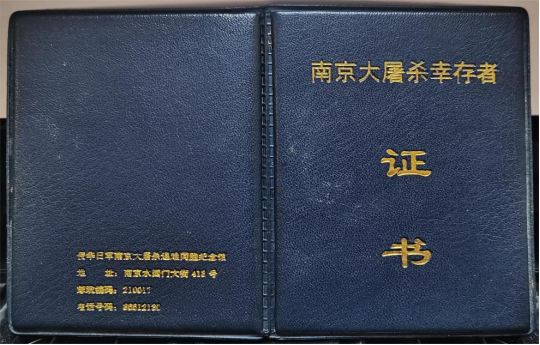 南京大屠杀幸存者
证
书
侵华日军南京大屠杀遇难同胞纪念馆
地 址：南京水西门大街418号
邮政编码：210017
电话号码：86612130